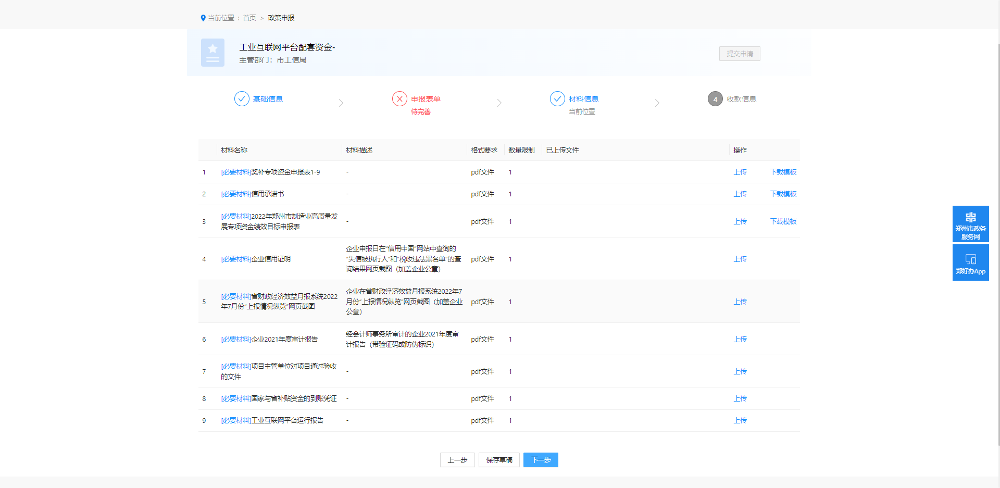 当前位置 : 首页 > 政策申报
工业互联网平台配套资金-
主管部门：市工信局
提交申请
基础信息
申报表单
待完善
材料信息
当前位置
4 收款信息
材料名称 材料描述 格式要求 数量限制 已上传文件 操作
1 [必要材料]奖补专项资金申报表1-9 - pdf文件 1 上传 下载模板
2 [必要材料]信用承诺书 - pdf文件 1 上传 下载模板
3 [必要材料]2022年郑州市制造业高质量发
展专项资金绩效目标申报表 - pdf文件 1 上传 下载模板
4 [必要材料]企业信用证明 企业申报日在“信用中国”网站中查询的
“失信被执行人”和“税收违法黑名单”的查
询结果网页截图（加盖企业公章） pdf文件 1 上传
5 [必要材料]省财政经济效益月报系统2022
年7月份“上报情况纵览”网页截图 企业在省财政经济效益月报系统2022年7
月份“上报情况纵览”网页截图（加盖企业
公章） pdf文件 1 上传
6 [必要材料]企业2021年度审计报告 经会计师事务所审计的企业2021年度审
计报告（带验证码或防伪标识） pdf文件 1 上传
7 [必要材料]项目主管单位对项目通过验收
的文件 - pdf文件 1 上传
8 [必要材料]国家与省补贴资金的到账凭证 - pdf文件 1 上传
9 [必要材料]工业互联网平台运行报告 - pdf文件 1 上传
上一步 保存草稿 下一步
郑州市政务
服务网
郑好办App